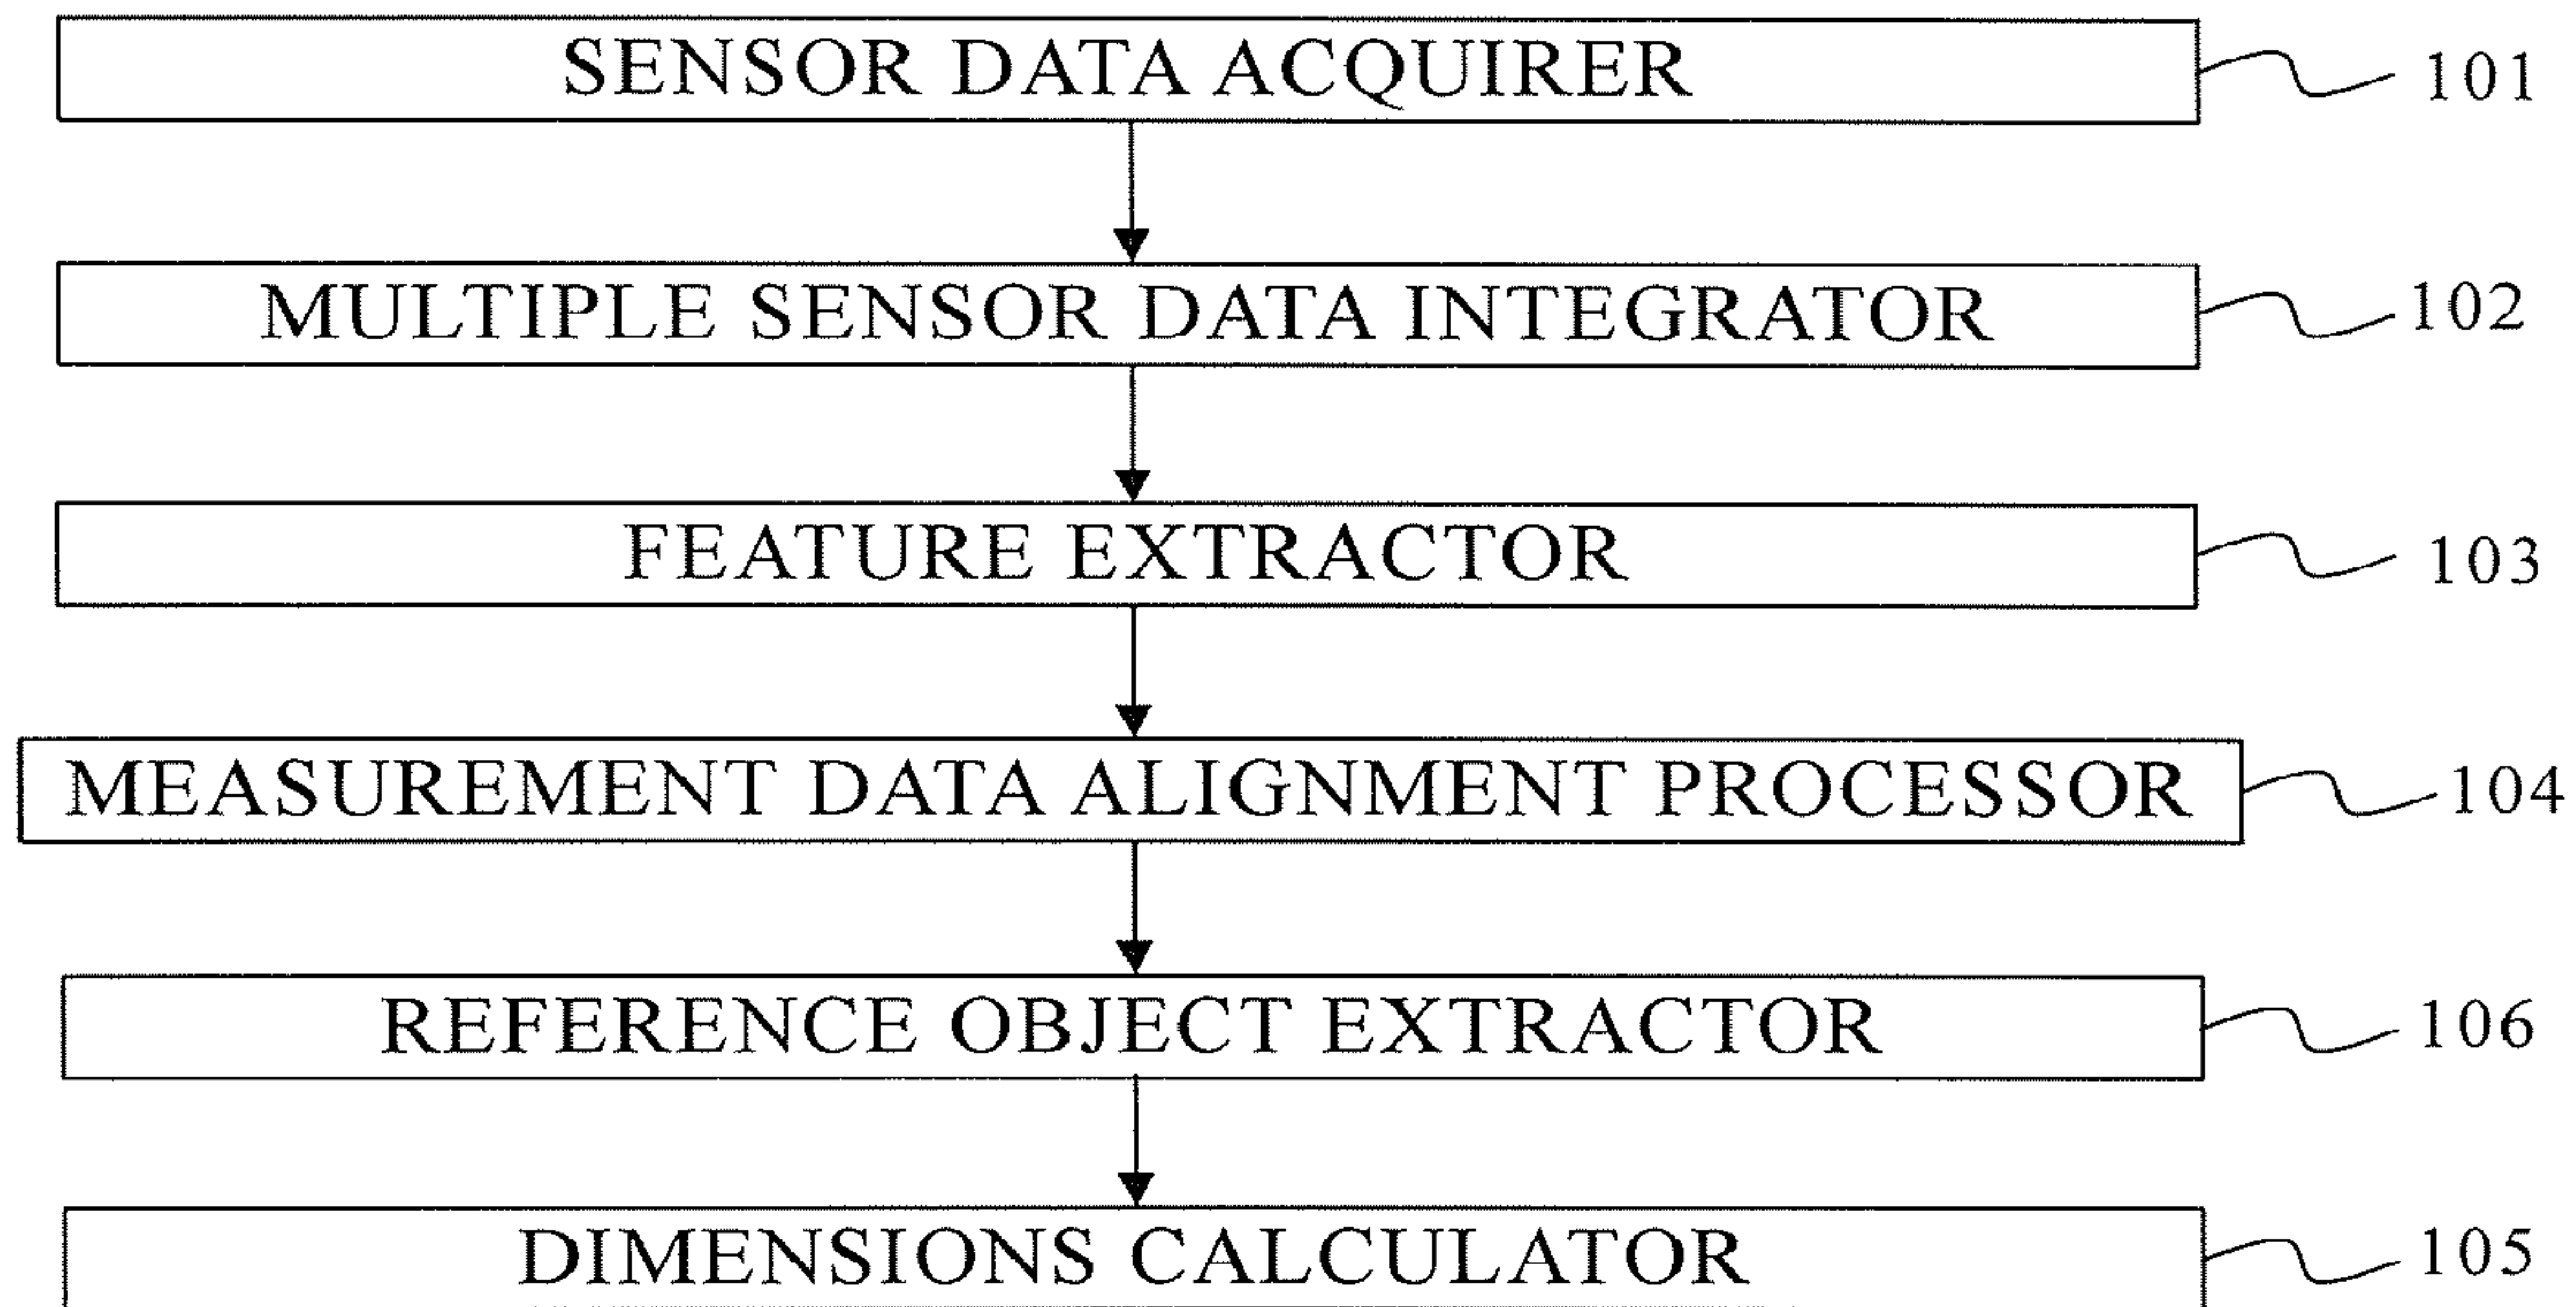 SENSOR DATA ACQUIRER 101
MULTIPLE SENSOR DATA INTEGRATOR 102
FEATURE EXTRACTOR 103
MEASUREMENT DATA ALIGNMENT PROCESSOR 104
REFERENCE OBJECT EXTRACTOR 106
DIMENSIONS CALCULATOR 105